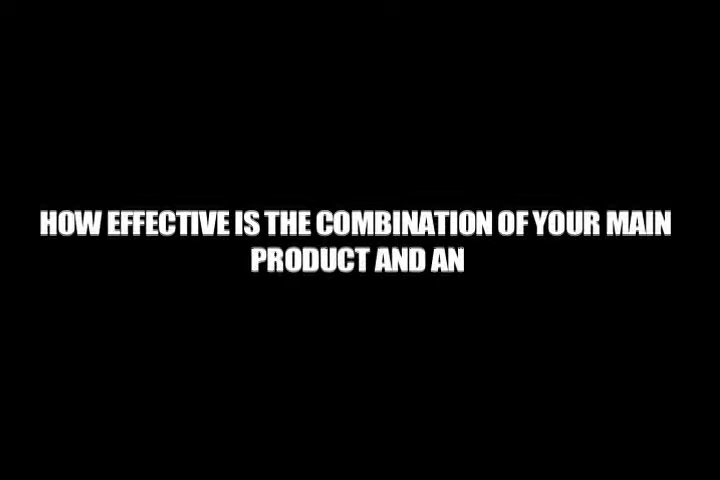 HOW EFFECTIVE IS THE COMBINATION OF YOUR MAIN
PRODUCT AND AN